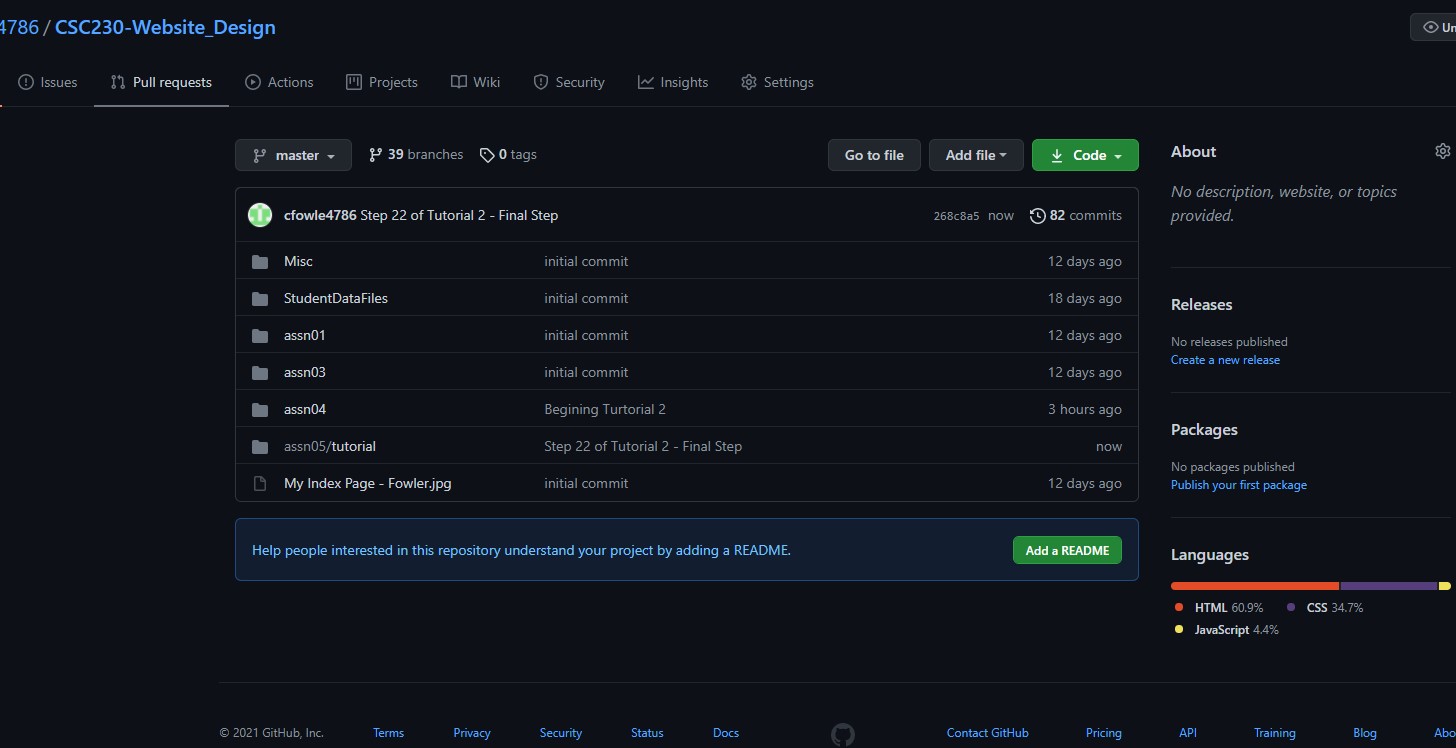 4786 / CSC230-Website_Design
Un
Issues Pull requests Actions Projects Wiki Security Insights Settings
master 39 branches 0 tags Go to file Add file Code
cfowle4786 Step 22 of Tutorial 2 - Final Step 268c8a5 now 82 commits
Misc initial commit 12 days ago
StudentDataFiles initial commit 18 days ago
assn01 initial commit 12 days ago
assn03 initial commit 12 days ago
assn04 Begining Turtorial 2 3 hours ago
assn05/tutorial Step 22 of Tutorial 2 - Final Step now
My Index Page - Fowler.jpg initial commit 12 days ago
Help people interested in this repository understand your project by adding a README. Add a README
About
No description, website, or topics
provided.
Releases
No releases published
Create a new release
Packages
No packages published
Publish your first package
Languages
HTML 60.9% CSS 34.7%
JavaScript 4.4%
© 2021 GitHub, Inc. Terms Privacy Security Status Docs Contact GitHub Pricing API Training Blog Abo